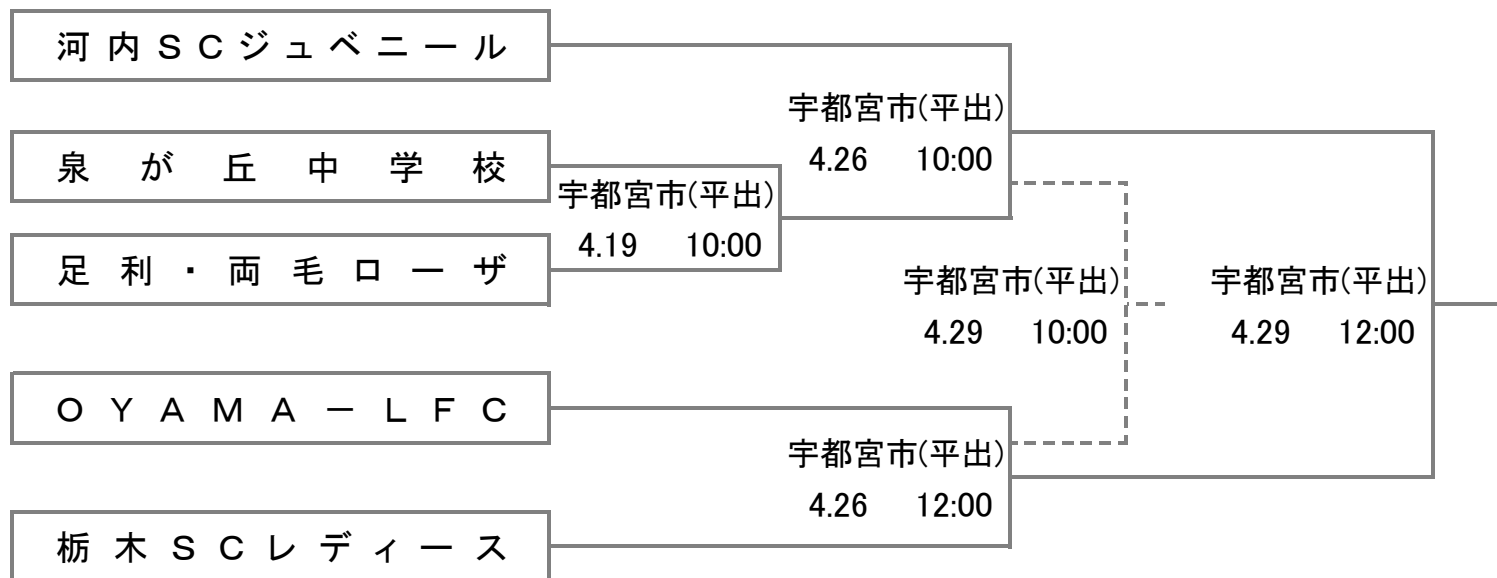 河内SCジュベニール
宇都宮市(平出)
4.26 10:00
泉が丘中学校
宇都宮市(平出)
4.19 10:00
足利・両毛ローザ
宇都宮市(平出)
4.29 10:00
宇都宮市(平出)
4.29 12:00
OYAMA-LFC
宇都宮市(平出)
4.26 12:00
栃木SCレディース